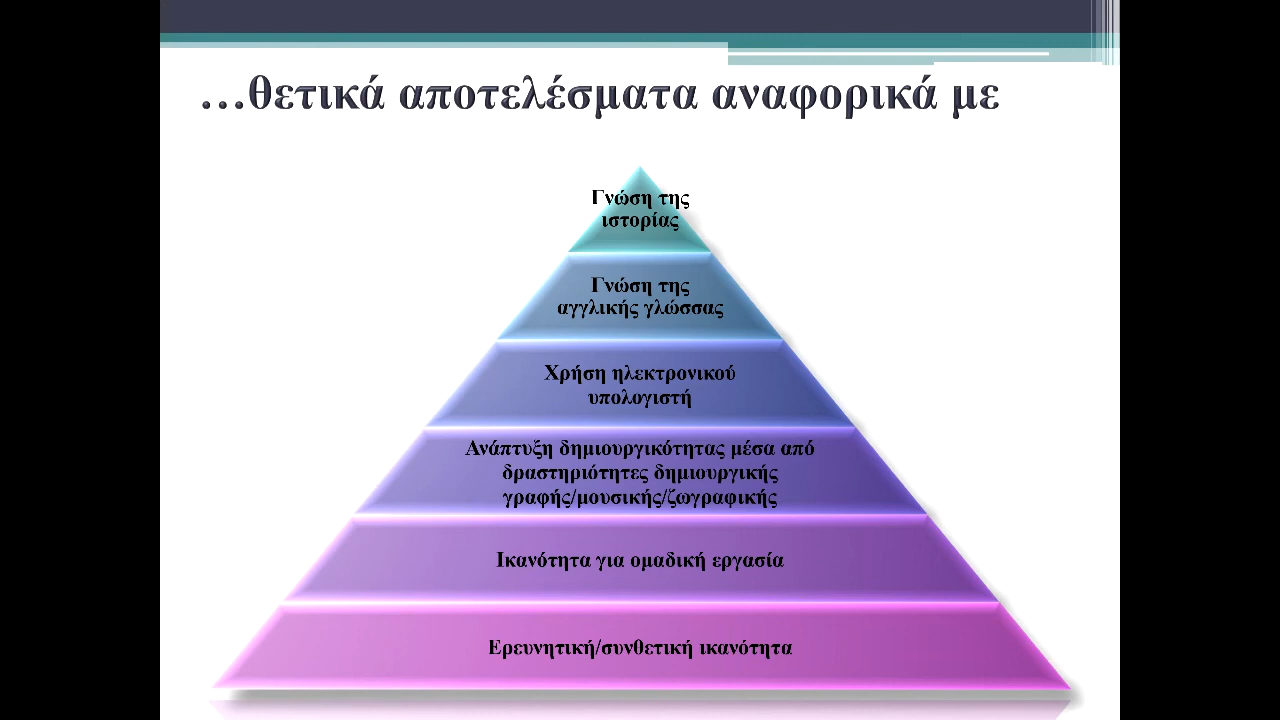 ...θετικά αποτελέσματα αναφορικά με
Γνώση της
ιστορίας
Γνώση της
αγγλικής γλώσσας
Χρήση ηλεκτρονικού
υπολογιστή
Ανάπτυξη δημιουργικότητας μέσα από
δραστηριότητες δημιουργικής
γραφής/μουσικής/ζωγραφικής
Ικανότητα για ομαδική εργασία
Ερευνητική/συνθετική ικανότητα